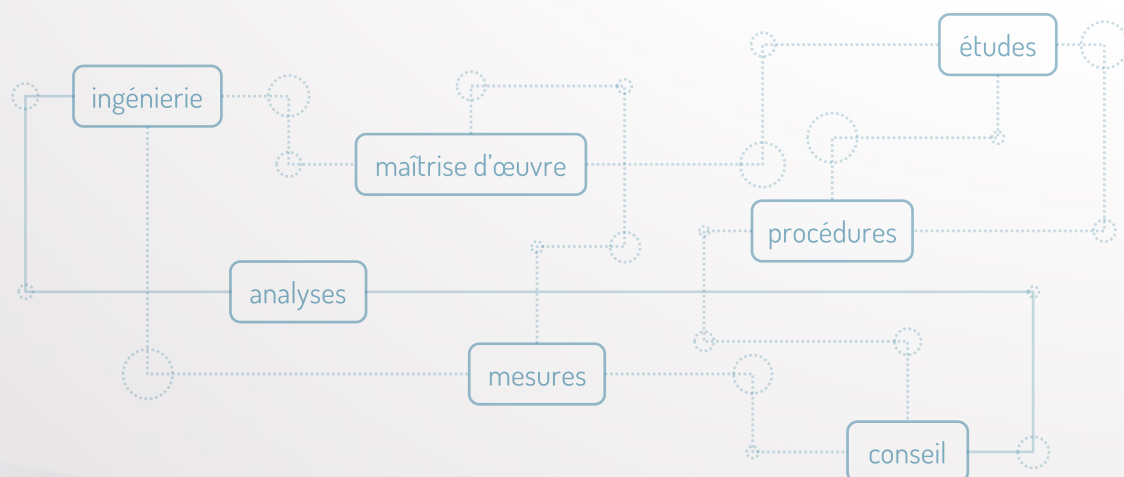 études
ingénierie
maîtrise d'œuvre
procédures
analyses
mesures
conseil